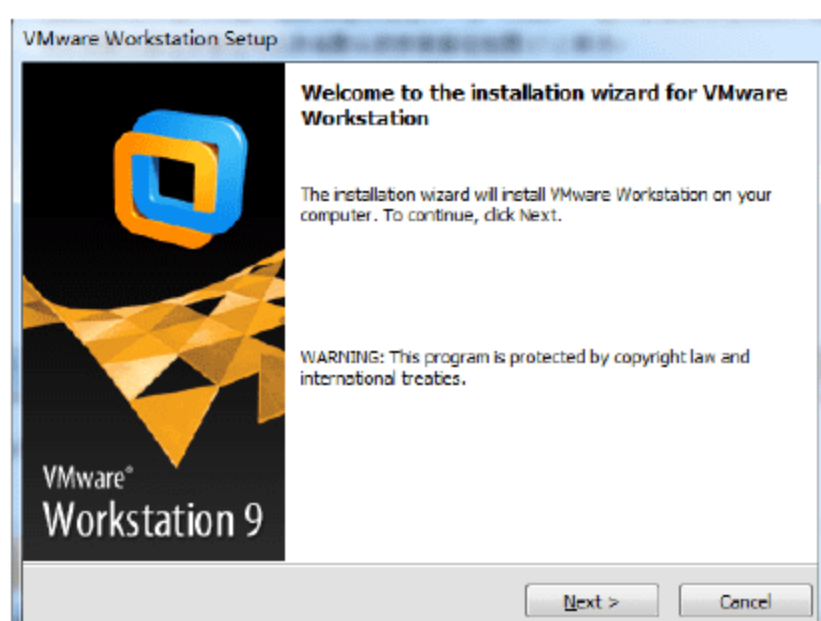 VMware Workstation Setup
Welcome to the installation wizard for VMware
Workstation
The installation wizard will install VMware Workstation on your
computer. To continue, click Next.
WARNING: This program is protected by copyright law and
international treaties.
VMware®
Workstation 9
Next >
Cancel